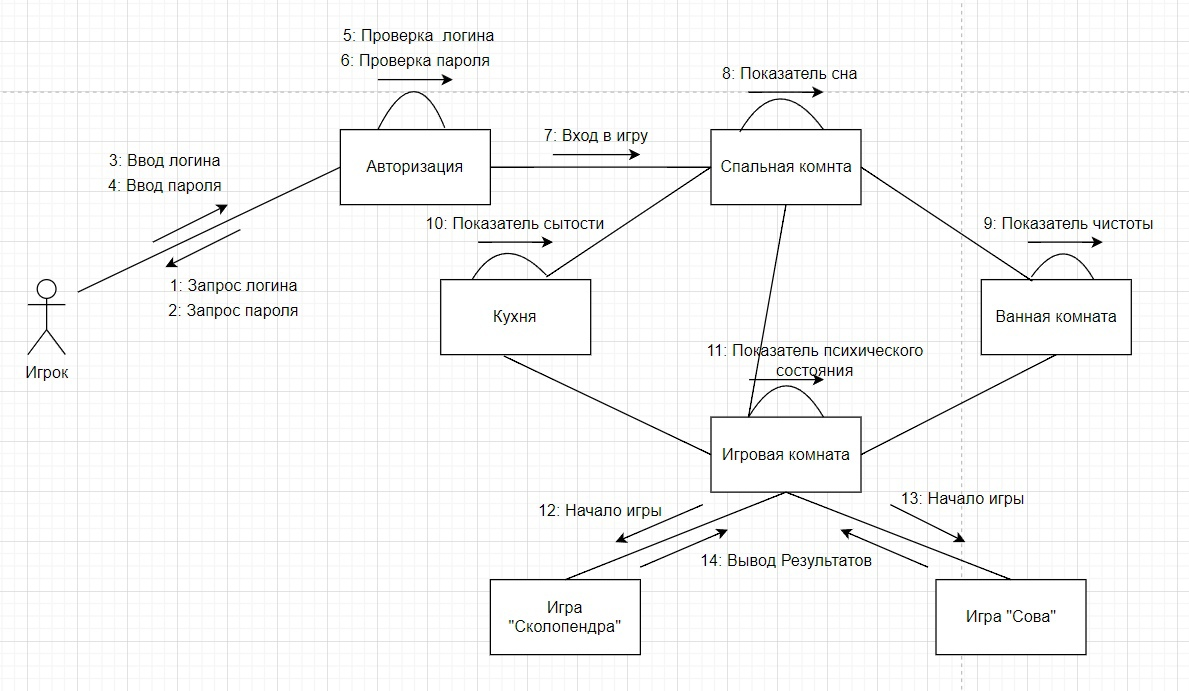 5: Проверка логина
6: Проверка пароля
8: Показатель сна
7: Вход в игру
3: Ввод логина
4: Ввод пароля
Авторизация
Спальная комнта
10: Показатель сытости
9: Показатель чистоты
1: Запрос логина
2: Запрос пароля
Кухня
Ванная комната
Игрок
11: Показатель психического
состояния
Игровая комната
12: Начало игры
13: Начало игры
14: Вывод Результатов
Игра
"Сколопендра"
Игра "Сова"